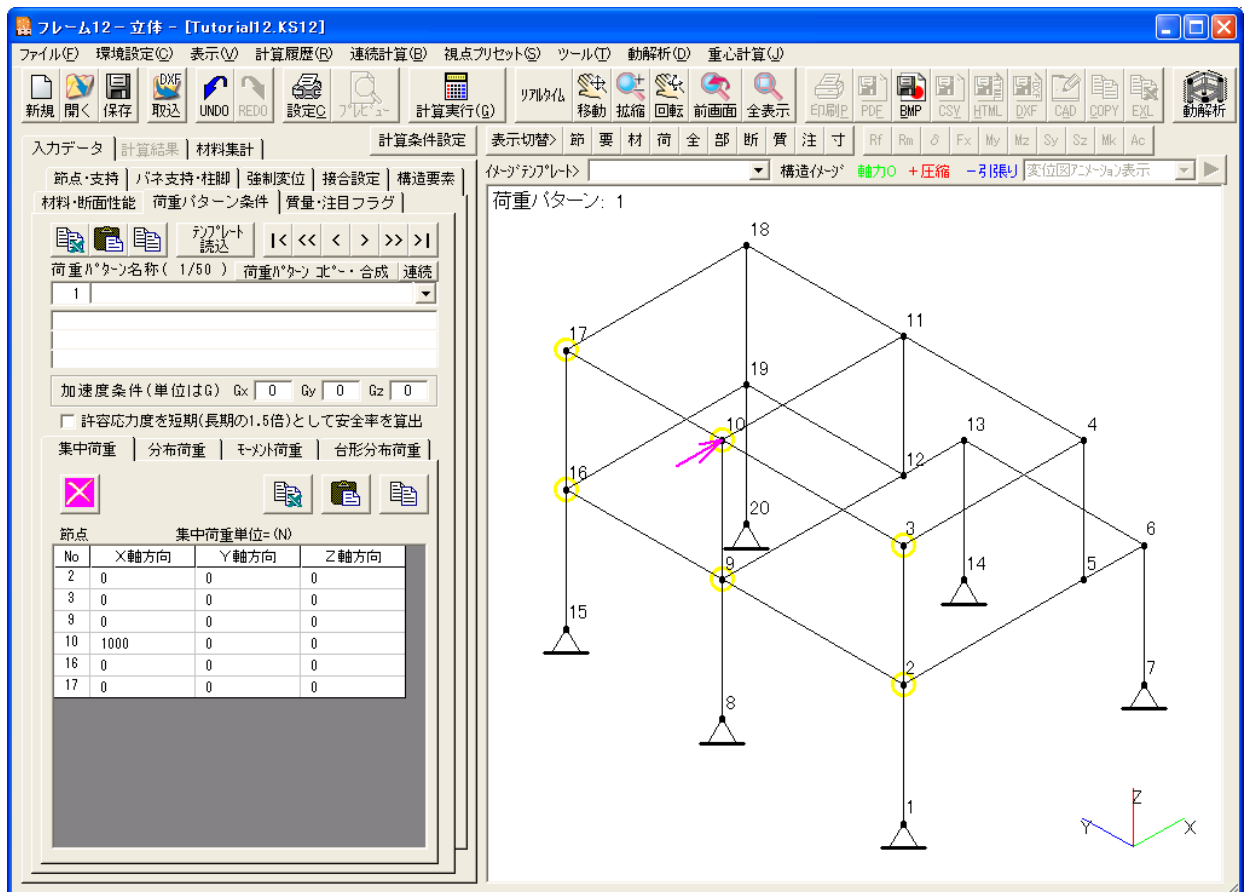 フレーム12－立体 - [Tutorial12.KS12]
ファイル(F) 環境設定(C) 表示(V) 計算履歴(R) 連続計算(B) 視点プリセット(S) ツール(T) 動解析(D) 重心計算(J)
新規 開く 保存 DXF 取込 UNDO REDO 設定C プレビュー 計算実行(G) リアルタイム 移動 拡縮 回転 前画面 全表示 印刷P PDF BMP CSV HTML DXF CAD COPY EXL 動解析
入力データ 計算結果 材料集計 計算条件設定 表示切替> 節 要 材 荷 全 部 断 質 注 寸 Rf Rm δ Fx My Mz Sy Sz Mk Ac
節点・支持 バネ支持・柱脚 強制変位 接合設定 構造要素 イメージテンプレート> 構造イメージ 軸力0 +圧縮 -引張り 変位図アニメーション表示
材料・断面性能 荷重パターン条件 質量・注目フラグ
荷重パターン: 1
テンプレート
読込
|< << < > >> >|
荷重パターン名称( 1/50 ) 荷重パターン コピー・合成 連続
1
加速度条件(単位はG) Gx 0 Gy 0 Gz 0
許容応力度を短期(長期の1.5倍)として安全率を算出
集中荷重 分布荷重 モーメント荷重 台形分布荷重
節点 集中荷重単位=(N)
No X軸方向 Y軸方向 Z軸方向
2 0 0 0
3 0 0 0
9 0 0 0
10 1000 0 0
16 0 0 0
17 0 0 0
18
17
11
19
10
13
4
16
12
20
3
6
9
14
5
15
2
7
8
1
Z
Y
X